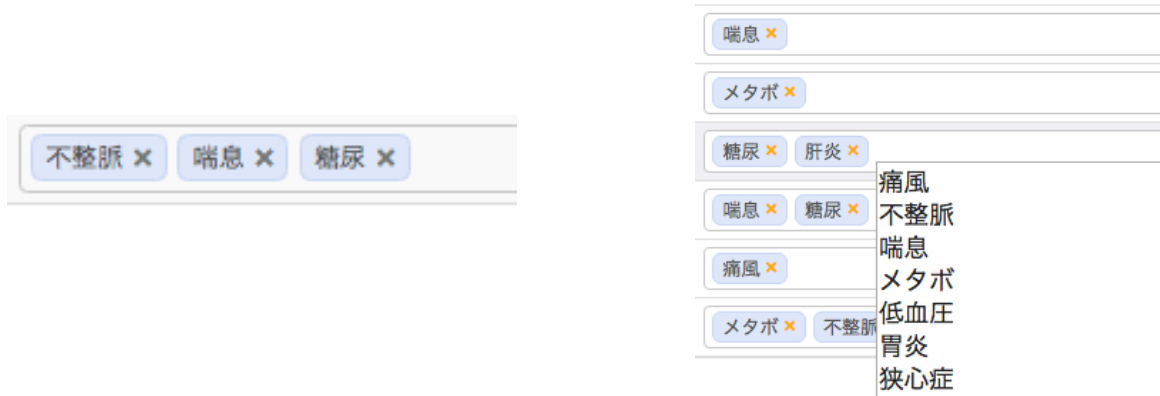 不整脈 × 喘息 × 糖尿 ×
喘息 ×
メタボ ×
糖尿 × 肝炎 ×
喘息 × 糖尿 ×
痛風 ×
メタボ × 不整脈
痛風
不整脈
喘息
メタボ
低血圧
胃炎
狭心症